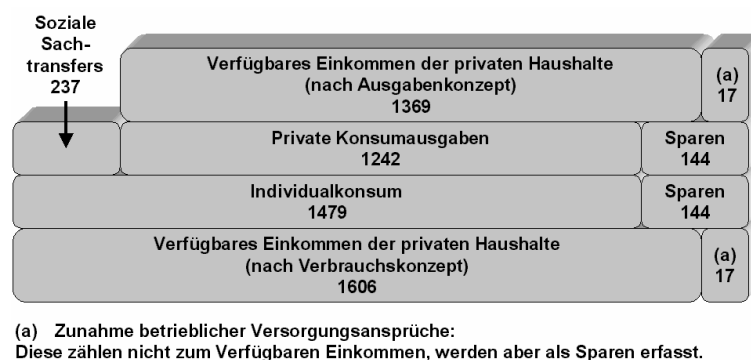 Soziale
Sach-
transfers
237
Verfügbares Einkommen der privaten Haushalte
(nach Ausgabenkonzept)
1369
(a)
17
Private Konsumausgaben
1242
Sparen
144
Individualkonsum
1479
Sparen
144
Verfügbares Einkommen der privaten Haushalte
(nach Verbrauchskonzept)
1606
(a)
17
(a) Zunahme betrieblicher Versorgungsansprüche:
Diese zählen nicht zum Verfügbaren Einkommen, werden aber als Sparen erfasst.